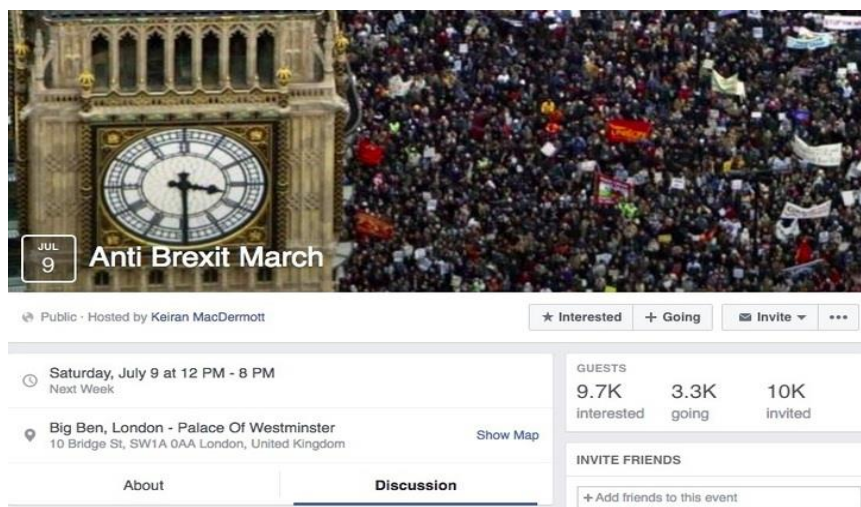 JUL
9
Anti Brexit March
Public · Hosted by Keiran MacDermott
★ Interested
+ Going
Invite
•••
Saturday, July 9 at 12 PM - 8 PM
Next Week
Big Ben, London - Palace Of Westminster
10 Bridge St, SW1A 0AA London, United Kingdom
Show Map
About
Discussion
GUESTS
9.7K 3.3K 10K
interested going invited
INVITE FRIENDS
+ Add friends to this event